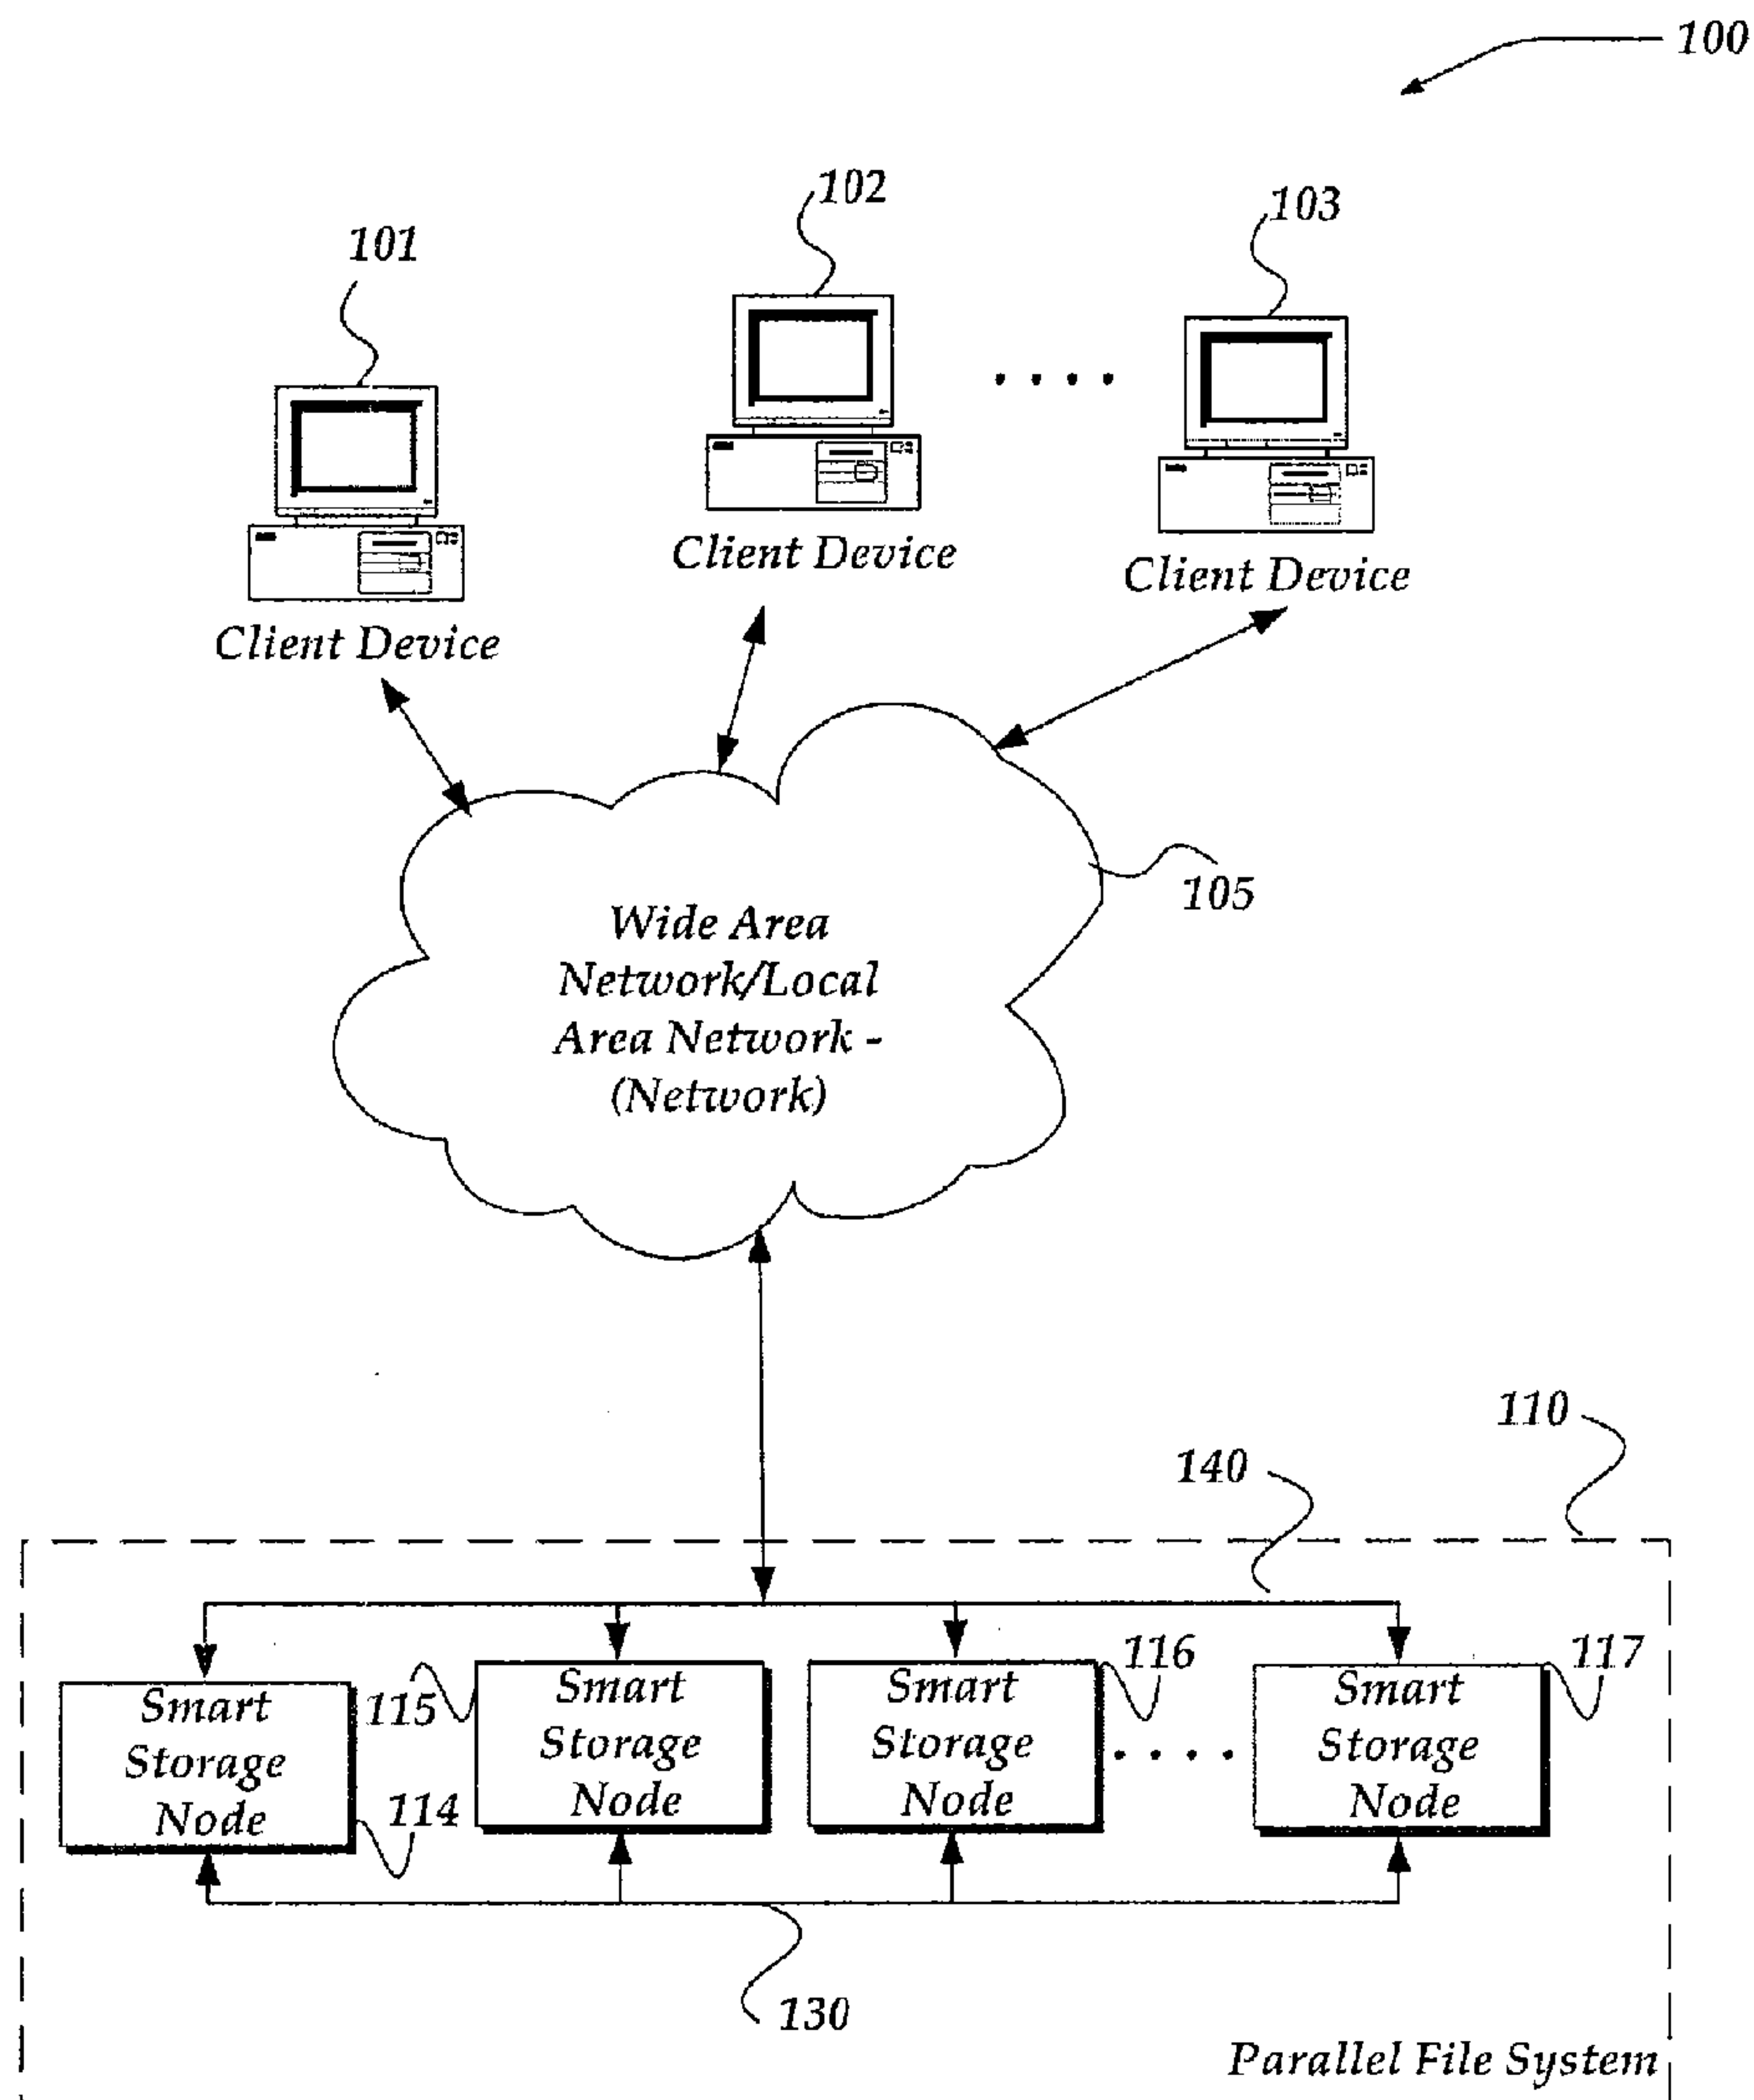 100
102
103
101
Client Device
Client Device
Client Device
105
Wide Area
Network/Local
Area Network -
(Network)
110
140
116
117
115
114
Smart
Storage
Node
Smart
Storage
Node
Smart
Storage
Node
Smart
Storage
Node
130
Parallel File System